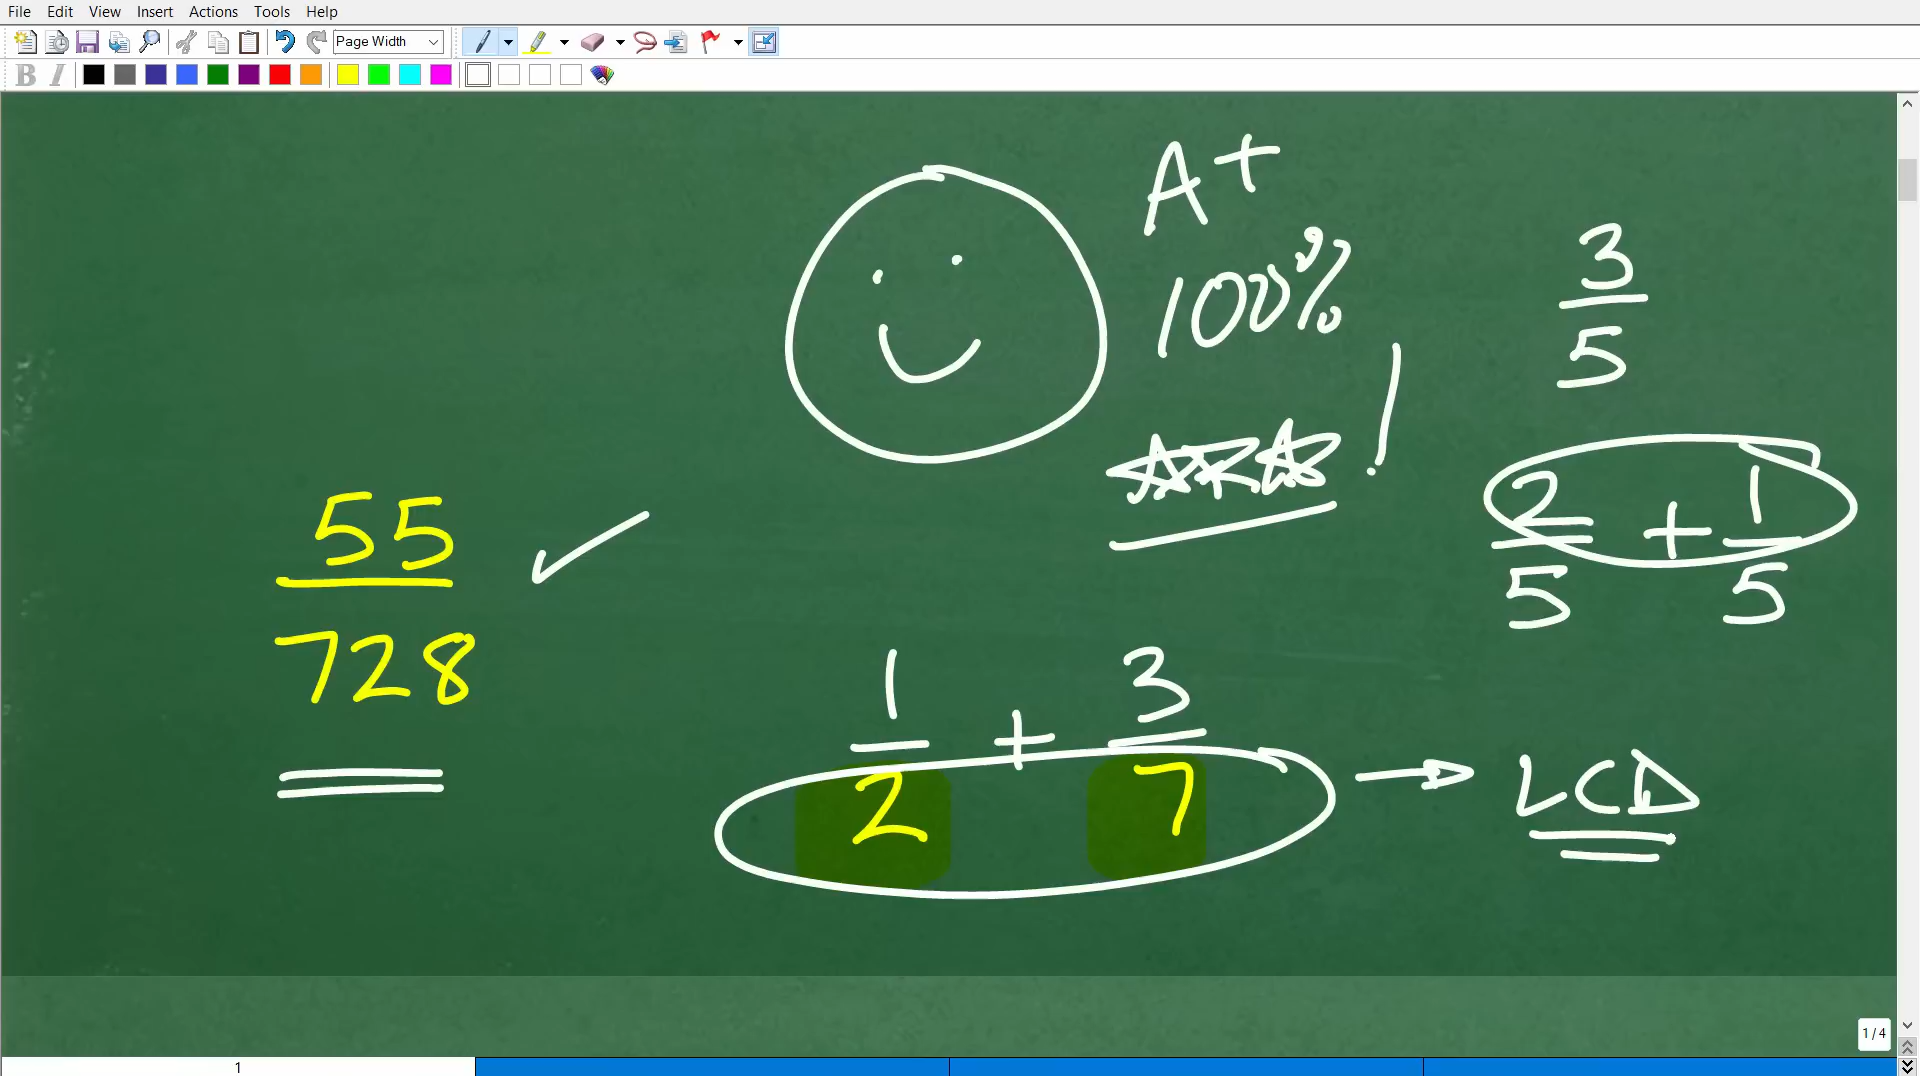 File Edit View Insert Actions Tools Help
Page Width
B I
A+
100%
!
3
5
2 + 1
5 5
55
728
1 + 3
2 7
LCD
1 / 4
1